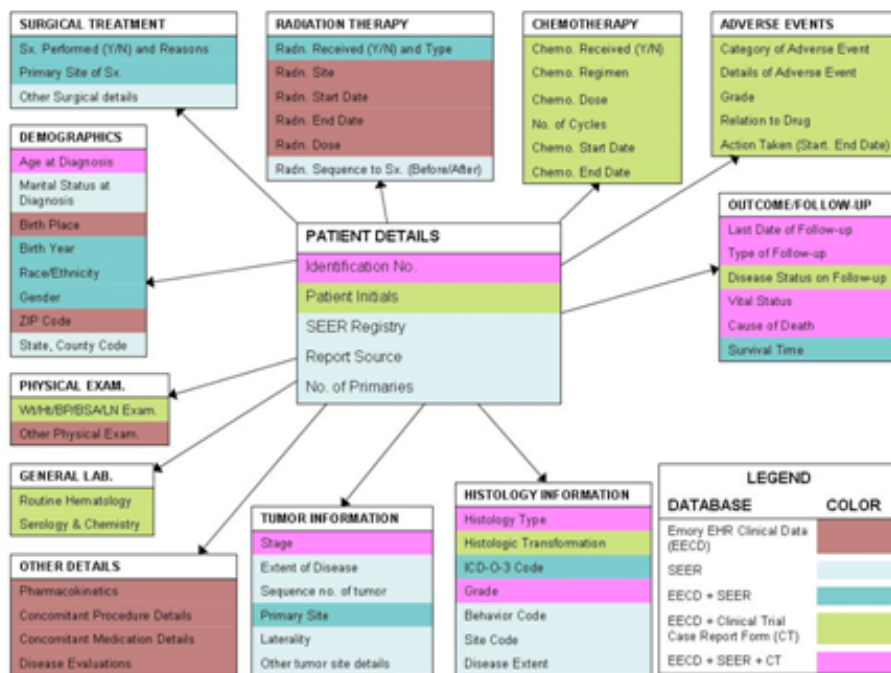 SURGICAL TREATMENT
Sx. Performed (Y/N) and Reasons
Primary Site of Sx.
Other Surgical details
RADIATION THERAPY
Radn. Received (Y/N) and Type
Radn. Site
Radn. Start Date
Radn. End Date
Radn. Dose
Radn. Sequence to Sx. (Before/After)
CHEMOTHERAPY
Chemo. Received (Y/N)
Chemo. Regimen
Chemo. Dose
No. of Cycles
Chemo. Start Date
Chemo. End Date
ADVERSE EVENTS
Category of Adverse Event
Details of Adverse Event
Grade
Relation to Drug
Action Taken (Start. End Date)
DEMOGRAPHICS
Age at Diagnosis
Marital Status at
Diagnosis
Birth Place
Birth Year
Race/Ethnicity
Gender
ZIP Code
State, County Code
PATIENT DETAILS
Identification No.
Patient Initials
SEER Registry
Report Source
No. of Primaries
OUTCOME/FOLLOW-UP
Last Date of Follow-up
Type of Follow-up
Disease Status on Follow-up
Vital Status
Cause of Death
Survival Time
PHYSICAL EXAM.
Wt/Ht/BP/BSA/LN Exam.
Other Physical Exam.
GENERAL LAB.
Routine Hematology
Serology & Chemistry
OTHER DETAILS
Pharmacokinetics
Concomitant Procedure Details
Concomitant Medication Details
Disease Evaluations
TUMOR INFORMATION
Stage
Extent of Disease
Sequence no. of tumor
Primary Site
Laterality
Other tumor site details
HISTOLOGY INFORMATION
Histology Type
Histologic Transformation
ICD-O-3 Code
Grade
Behavior Code
Site Code
Disease Extent
LEGEND
DATABASE COLOR
Emory EHR Clinical Data
(EECD)
SEER
EECD + SEER
EECD + Clinical Trial
Case Report Form (CT)
EECD + SEER + CT